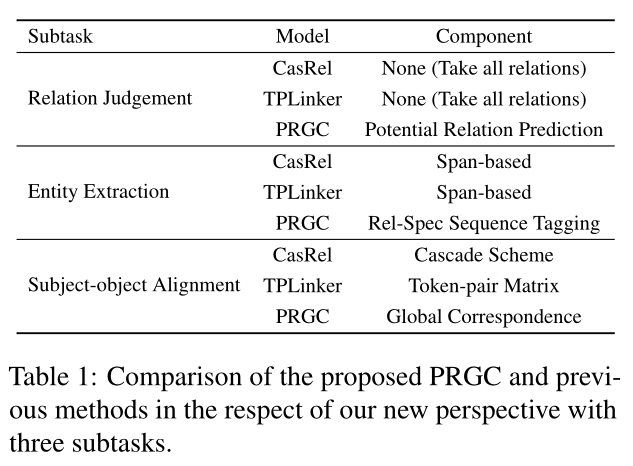 Subtask Model Component
CasRel None (Take all relations)
Relation Judgement TPLinker None (Take all relations)
PRGC Potential Relation Prediction
CasRel Span-based
Entity Extraction TPLinker Span-based
PRGC Rel-Spec Sequence Tagging
CasRel Cascade Scheme
Subject-object Alignment TPLinker Token-pair Matrix
PRGC Global Correspondence
Table 1: Comparison of the proposed PRGC and previ-
ous methods in the respect of our new perspective with
three subtasks.